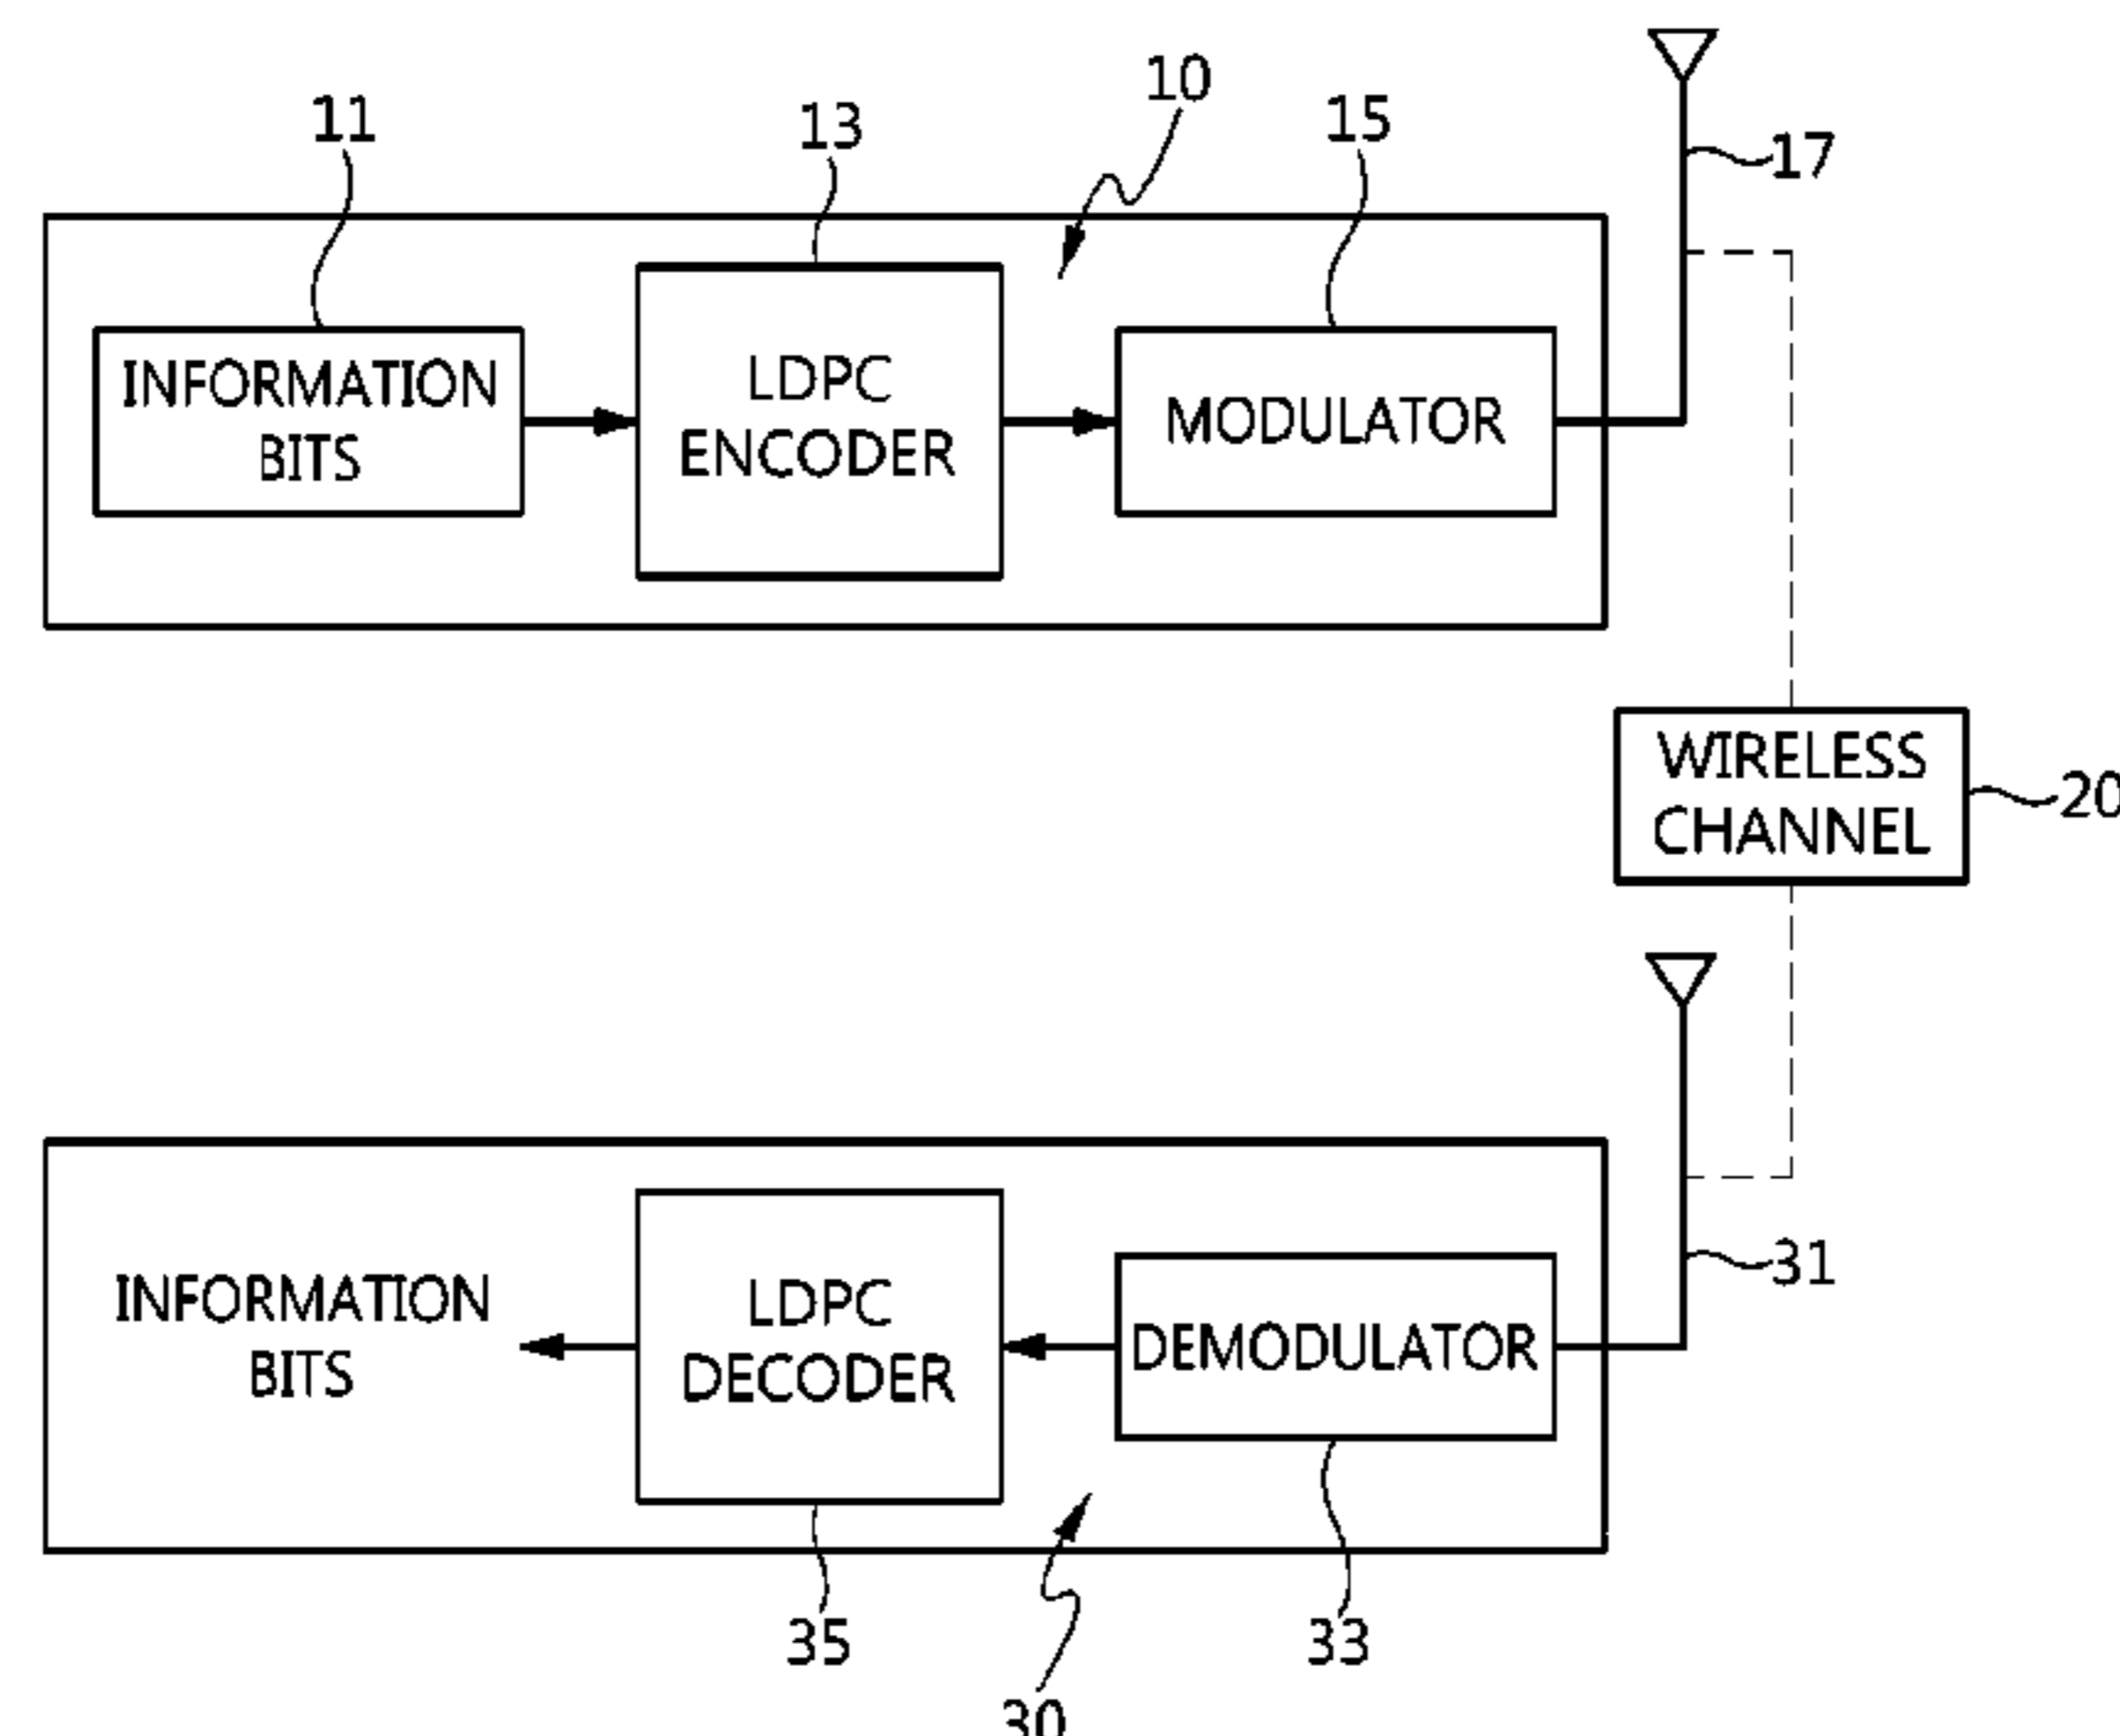 10
11
13
15
17
INFORMATION
BITS
LDPC
ENCODER
MODULATOR
WIRELESS
CHANNEL
20
INFORMATION
BITS
LDPC
DECODER
DEMODULATOR
31
35
33
30